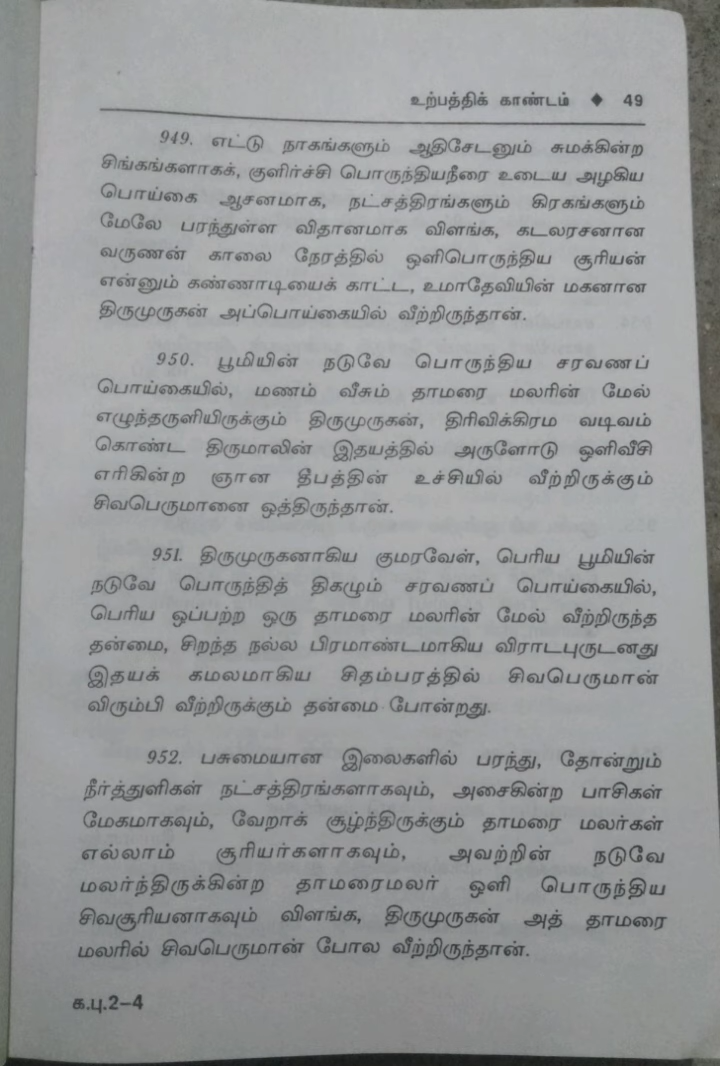 உற்பத்திக் காண்டம் ◆ 49
949. எட்டு நாகங்களும் ஆதிசேடனும் சுமக்கின்ற
சிங்கங்களாகக், குளிர்ச்சி பொருந்தியநீரை உடைய அழகிய
பொய்கை ஆசனமாக, நட்சத்திரங்களும் கிரகங்களும்
மேலே பரந்துள்ள விதானமாக விளங்க, கடலரசனான
வருணன் காலை நேரத்தில் ஒளிபொருந்திய சூரியன்
என்னும் கண்ணாடியைக் காட்ட, உமாதேவியின் மகனான
திருமுருகன் அப்பொய்கையில் வீற்றிருந்தான்.
950. பூமியின் நடுவே பொருந்திய சரவணப்
பொய்கையில், மணம் வீசும் தாமரை மலரின் மேல்
எழுந்தருளியிருக்கும் திருமுருகன், திரிவிக்கிரம வடிவம்
கொண்ட திருமாலின் இதயத்தில் அருளோடு ஒளிவீசி
எரிகின்ற ஞான தீபத்தின் உச்சியில் வீற்றிருக்கும்
சிவபெருமானை ஒத்திருந்தான்.
951. திருமுருகனாகிய குமரவேள், பெரிய பூமியின்
நடுவே பொருந்தித் திகழும் சரவணப் பொய்கையில்,
பெரிய ஒப்பற்ற ஒரு தாமரை மலரின் மேல் வீற்றிருந்த
தன்மை, சிறந்த நல்ல பிரமாண்டமாகிய விராடபுருடனது
இதயக் கமலமாகிய சிதம்பரத்தில் சிவபெருமான்
விரும்பி வீற்றிருக்கும் தன்மை போன்றது.
952. பசுமையான இலைகளில் பரந்து, தோன்றும்
நீர்த்துளிகள் நட்சத்திரங்களாகவும், அசைகின்ற பாசிகள்
மேகமாகவும், வேறாக் சூழ்ந்திருக்கும் தாமரை மலர்கள்
எல்லாம் சூரியர்களாகவும், அவற்றின் நடுவே
மலர்ந்திருக்கின்ற தாமரைமலர் ஒளி பொருந்திய
சிவசூரியனாகவும் விளங்க, திருமுருகன் அத் தாமரை
மலரில் சிவபெருமான் போல வீற்றிருந்தான்.
க.பு.2–4